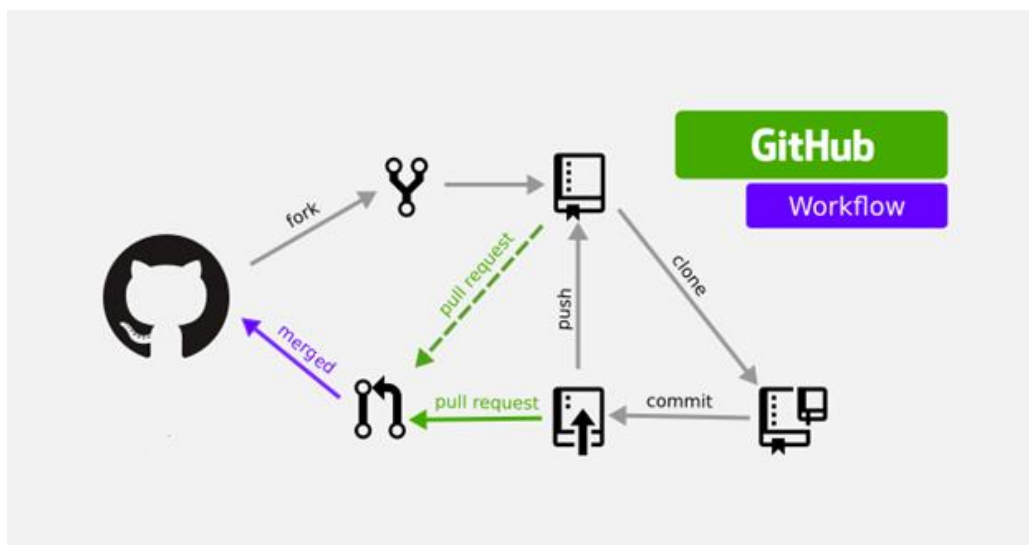 GitHub
Workflow
fork
pull request
clone
push
merged
pull request
commit